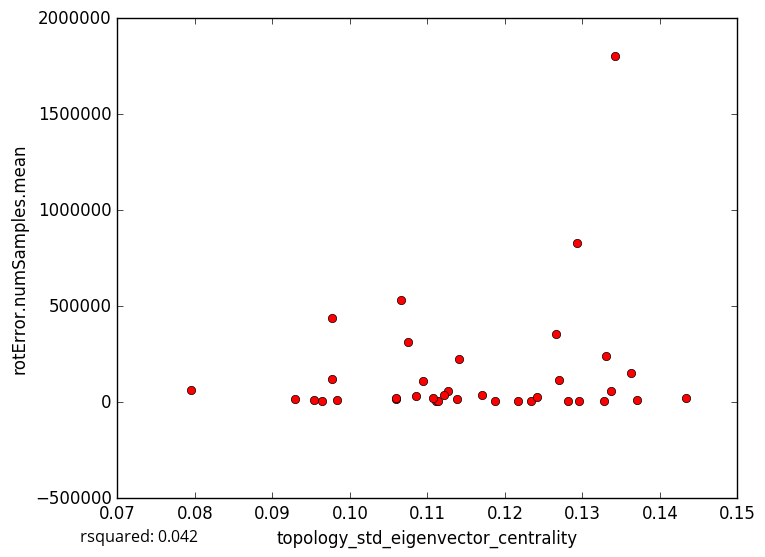 2000000
1500000
1000000
500000
0
−500000
rotError.numSamples.mean
0.07 0.08 0.09 0.10 0.11 0.12 0.13 0.14 0.15
topology_std_eigenvector_centrality
rsquared: 0.042